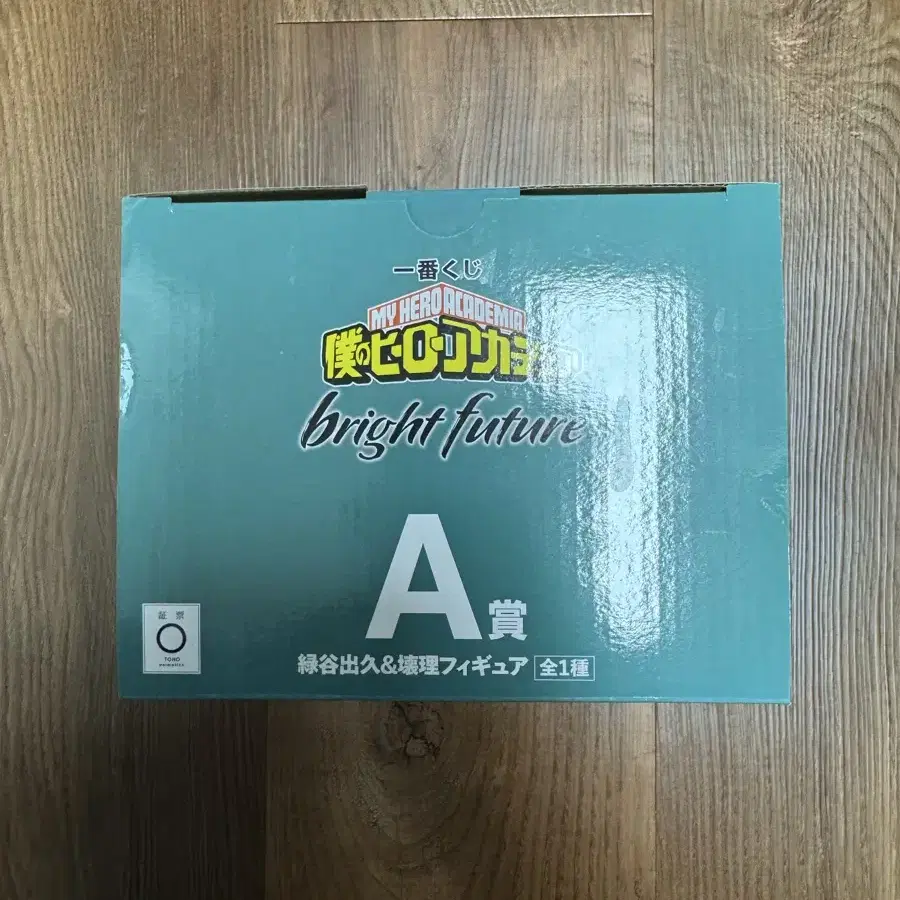 一番くじ
MY HERO ACADEMIA
僕のヒーローアカデミア
bright future
A賞
緑谷出久&壊理フィギュア 全1種
証票
TOHO
animation